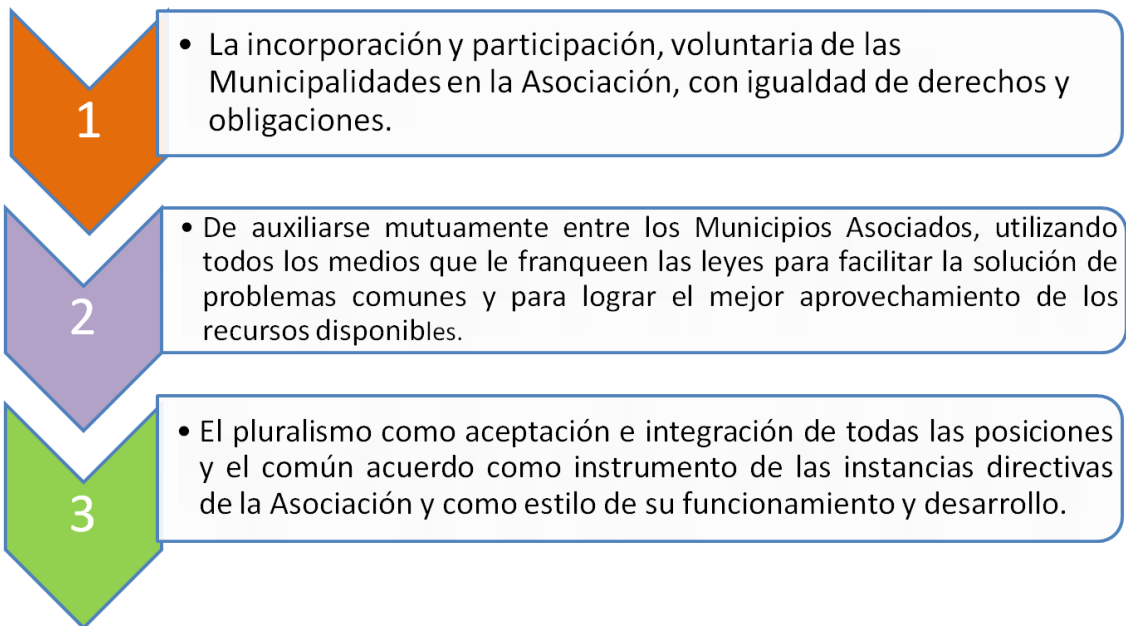 1
• La incorporación y participación, voluntaria de las
Municipalidades en la Asociación, con igualdad de derechos y
obligaciones.
2
• De auxiliarse mutuamente entre los Municipios Asociados, utilizando
todos los medios que le franqueen las leyes para facilitar la solución de
problemas comunes y para lograr el mejor aprovechamiento de los
recursos disponibles.
3
• El pluralismo como aceptación e integración de todas las posiciones
y el común acuerdo como instrumento de las instancias directivas
de la Asociación y como estilo de su funcionamiento y desarrollo.